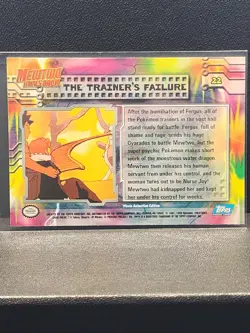 MEWTWO
STRIKES BACK
THE TRAINER'S FAILURE
22
After the humiliation of Fergus, all of
the Pokémon trainers in the vast hall
stand ready for battle. Fergus, full of
shame and rage, sends his huge
Gyarados to battle Mewtwo, but the
super-psychic Pokémon makes short
work of the monstrous water dragon.
Mewtwo then releases his human
servant from under his control, and the
woman turns out to be Nurse Joy!
Mewtwo had kidnapped her and kept
her under his control for weeks.
Movie Animation Edition
Topps